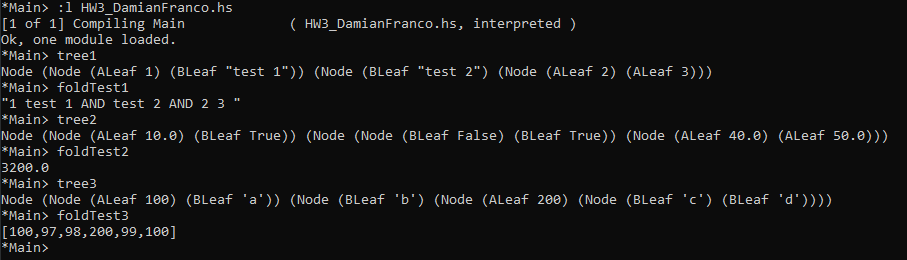 *Main> :l HW3_DamianFranco.hs
[1 of 1] Compiling Main             ( HW3_DamianFranco.hs, interpreted )
Ok, one module loaded.
*Main> tree1
Node (Node (ALeaf 1) (BLeaf "test 1")) (Node (BLeaf "test 2") (Node (ALeaf 2) (ALeaf 3)))
*Main> foldTest1
"1 test 1 AND test 2 AND 2 3 "
*Main> tree2
Node (Node (ALeaf 10.0) (BLeaf True)) (Node (Node (BLeaf False) (BLeaf True)) (Node (ALeaf 40.0) (ALeaf 50.0)))
*Main> foldTest2
3200.0
*Main> tree3
Node (Node (ALeaf 100) (BLeaf 'a')) (Node (BLeaf 'b') (Node (ALeaf 200) (Node (BLeaf 'c') (BLeaf 'd'))))
*Main> foldTest3
[100,97,98,200,99,100]
*Main>